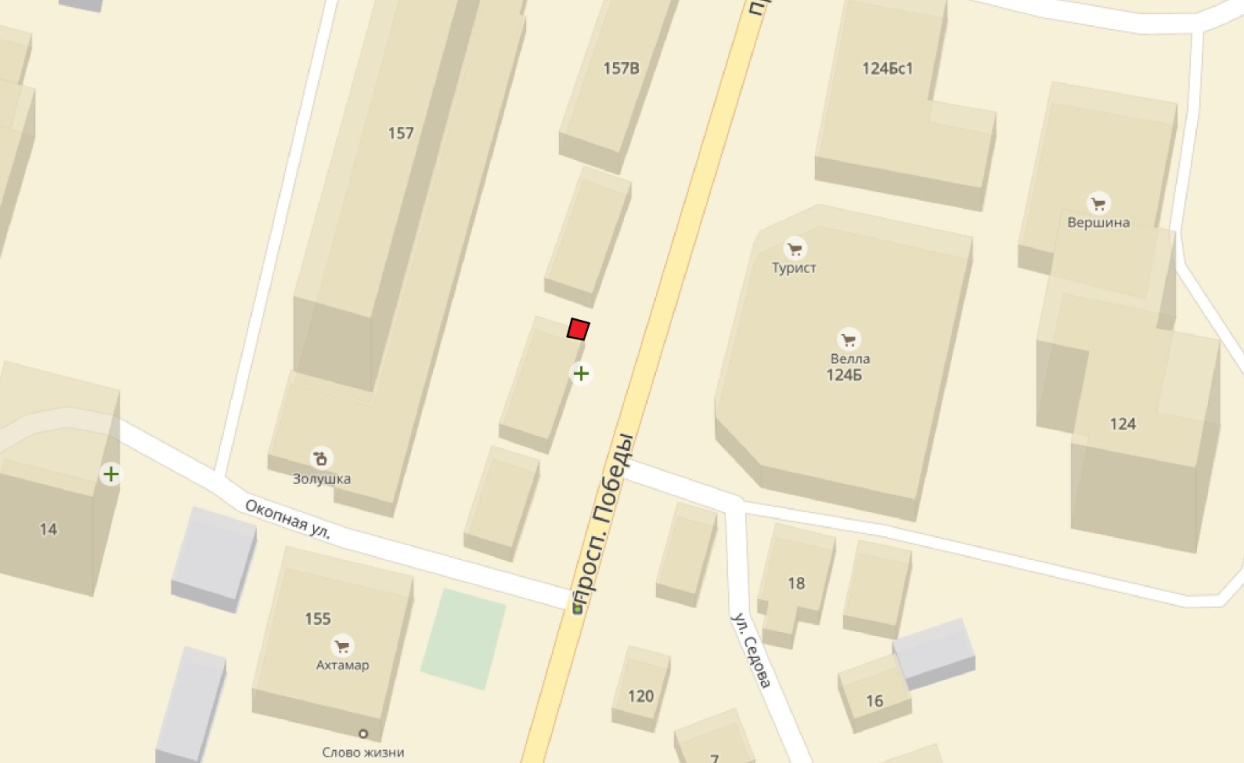 157В
124Бс1
157
Вершина
Турист
Велла
124Б
124
просп. Победы
Золушка
Окопная ул.
14
18
155
ул. Седова
Ахтамар
120
16
Слово жизни
7